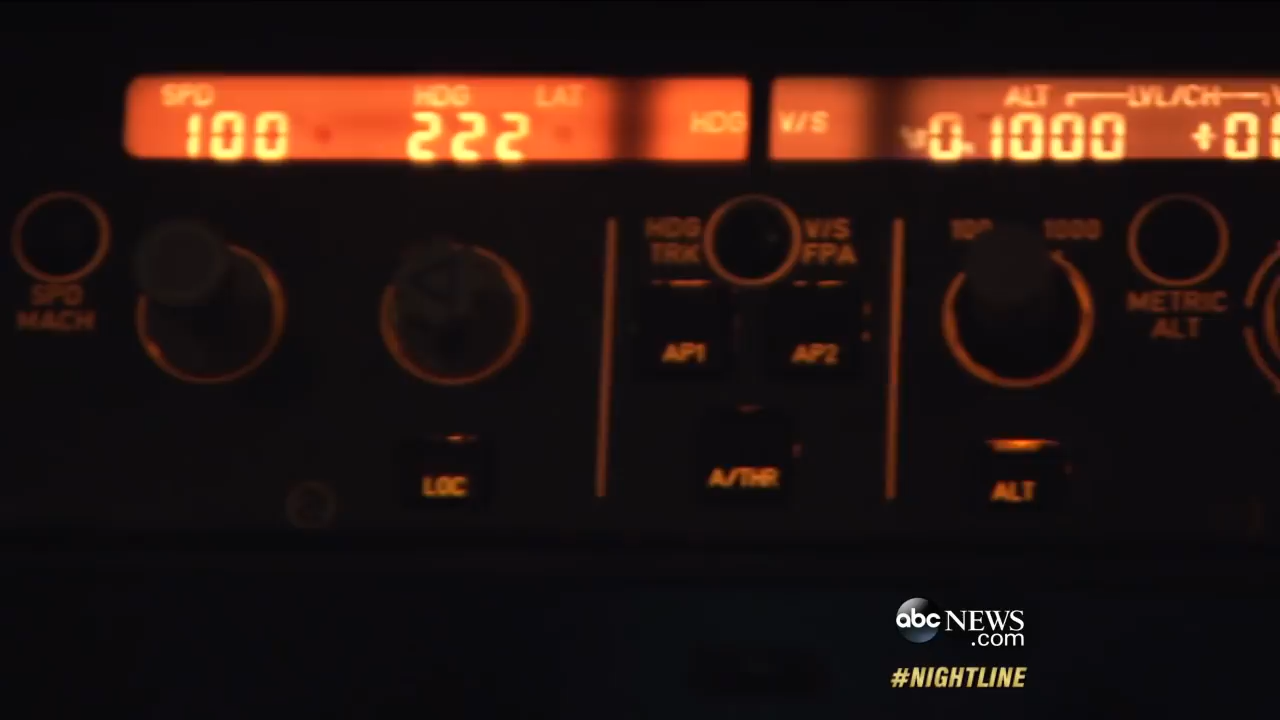 SPD HDG LAT
100 222 HDG V/S
ALT LVL/CH
1000
HDG V/S
TRK FPA
100 1000
SPD
MACH
METRIC
ALT
AP1 AP2
LOC A/THR ALT
abc NEWS
.com
#NIGHTLINE